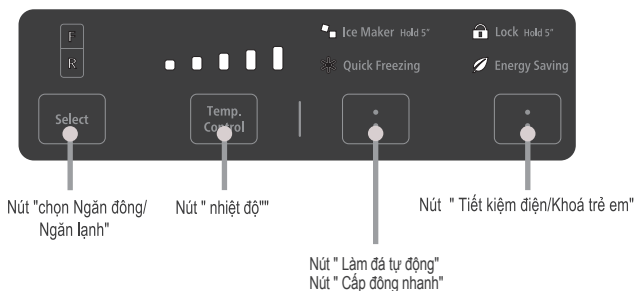 F
R
Ice Maker Hold 5"
Lock Hold 5"
Quick Freezing
Energy Saving
Select
Temp.
Control
Nút "chọn Ngăn đông/
Ngăn lạnh"
Nút " nhiệt độ""
Nút " Tiết kiệm điện/Khoá trẻ em"
Nút " Làm đá tự động"
Nút " Cấp đông nhanh"